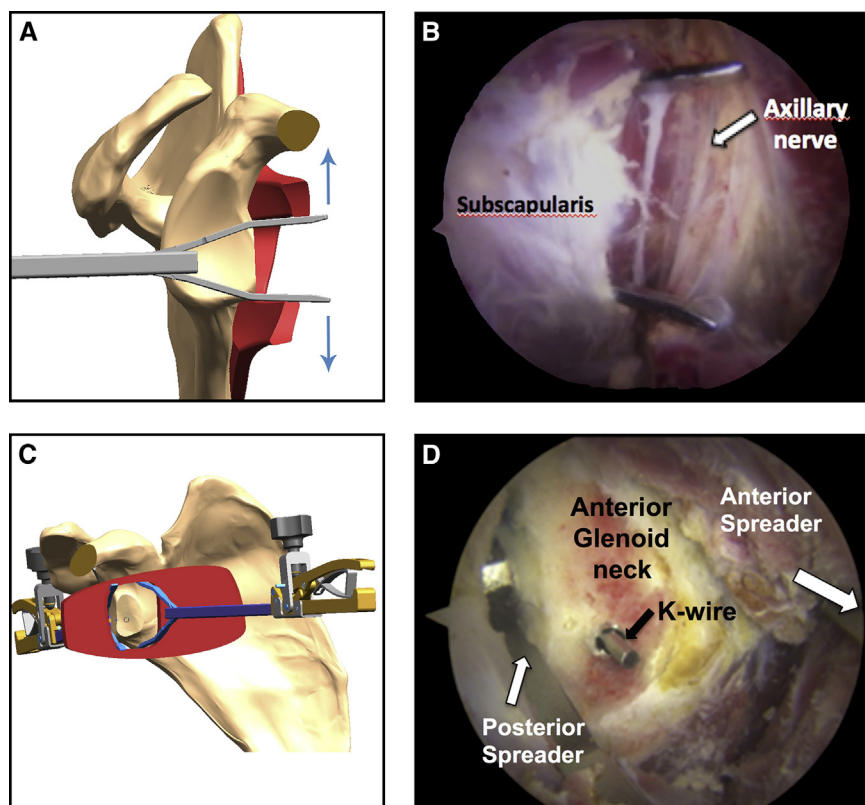 A
B
Axillary
nerve
Subscapularis
C
D
Anterior
Glenoid
neck
Anterior
Spreader
K-wire
Posterior
Spreader